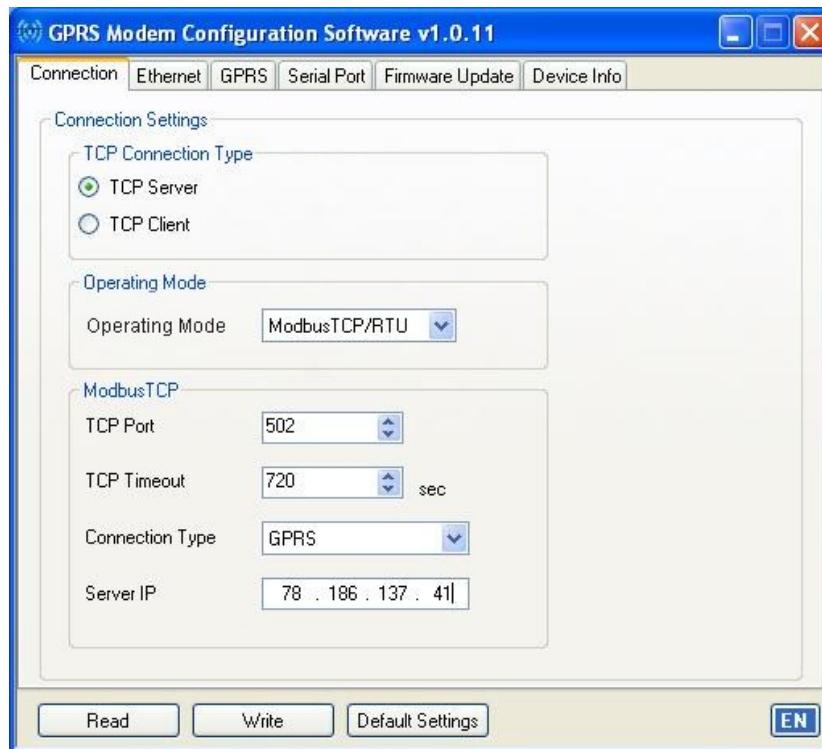 GPRS Modem Configuration Software v1.0.11
Connection Ethernet GPRS Serial Port Firmware Update Device Info
Connection Settings
TCP Connection Type
TCP Server
TCP Client
Operating Mode
Operating Mode ModbusTCP/RTU
ModbusTCP
TCP Port 502
TCP Timeout 720 sec
Connection Type GPRS
Server IP 78 . 186 . 137 . 41
Read Write Default Settings EN